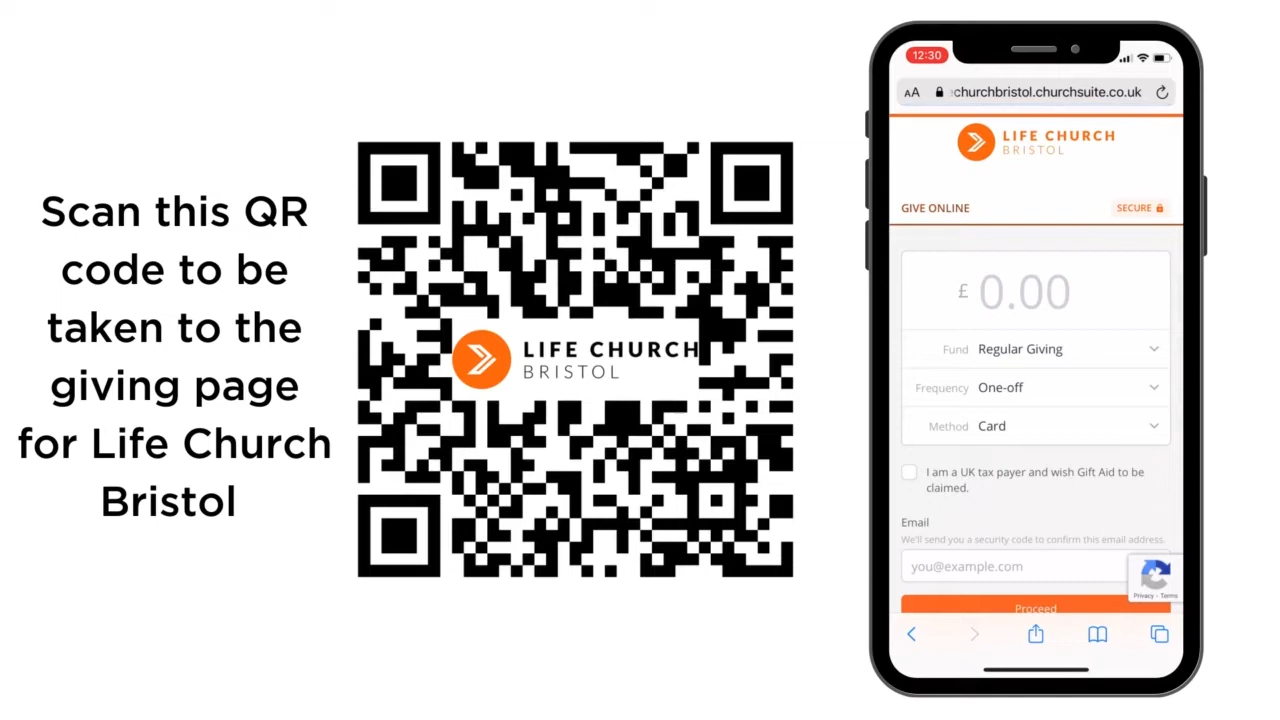 Scan this QR
code to be
taken to the
giving page
for Life Church
Bristol
LIFE CHURCH
BRISTOL
12:30
AA churchbristol.churchsuite.co.uk
LIFE CHURCH
BRISTOL
GIVE ONLINE SECURE
£ 0.00
Fund Regular Giving
Frequency One-off
Method Card
I am a UK tax payer and wish Gift Aid to be
claimed.
Email
We'll send you a security code to confirm this email address.
you@example.com
Privacy - Terms
Proceed